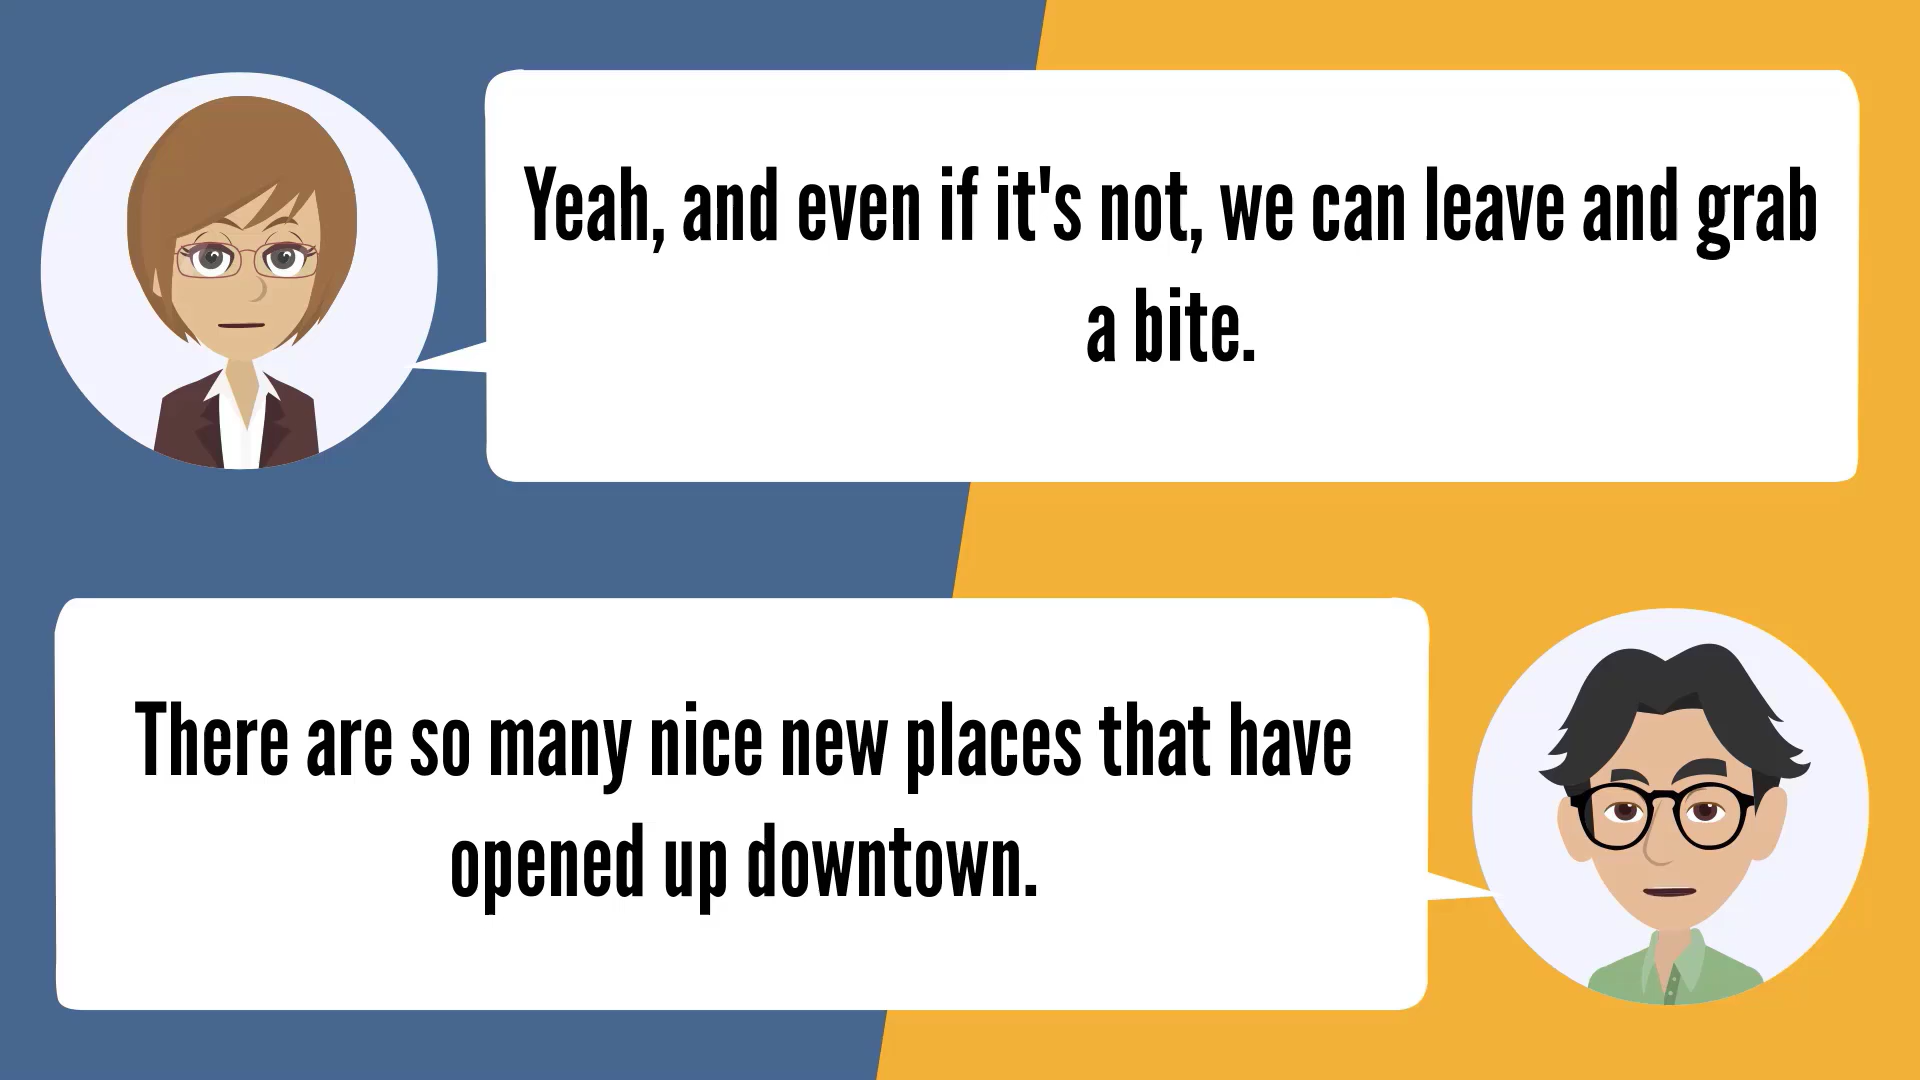 Yeah, and even if it's not, we can leave and grab
a bite.
There are so many nice new places that have
opened up downtown.